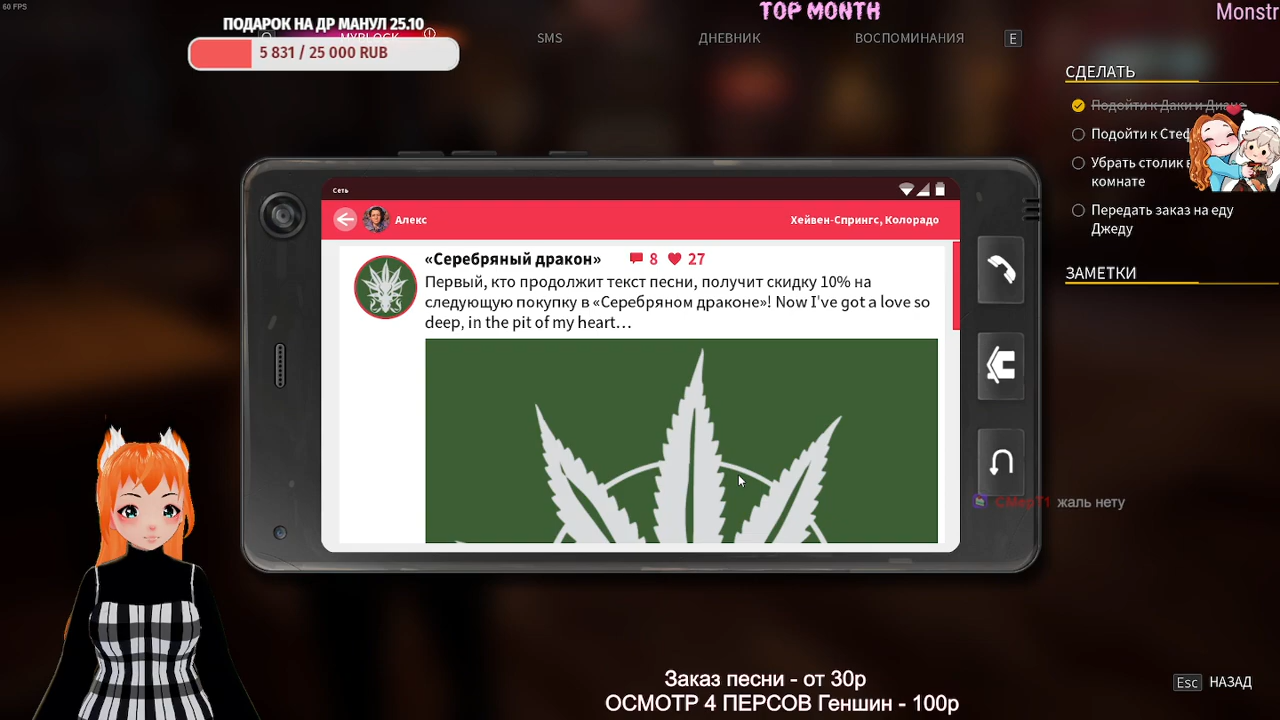 60 FPS
TOP MONTH
Monstr
ПОДАРОК НА ДР МАНУЛ 25.10
MYBLOCK
SMS
ДНЕВНИК
ВОСПОМИНАНИЯ
E
5 831 / 25 000 RUB
СДЕЛАТЬ
Подойти к Даки и Диане
Подойти к Стеф
Убрать столик в
комнате
Передать заказ на еду
Джеду
ЗАМЕТКИ
Сеть
Алекс
Хейвен-Спрингс, Колорадо
«Серебряный дракон» 8 27
Первый, кто продолжит текст песни, получит скидку 10% на
следующую покупку в «Серебряном драконе»! Now I've got a love so
deep, in the pit of my heart…
СМерТ1 жаль нету
Заказ песни - от 30р
ОСМОТР 4 ПЕРСОВ Геншин - 100р
Esc НАЗАД